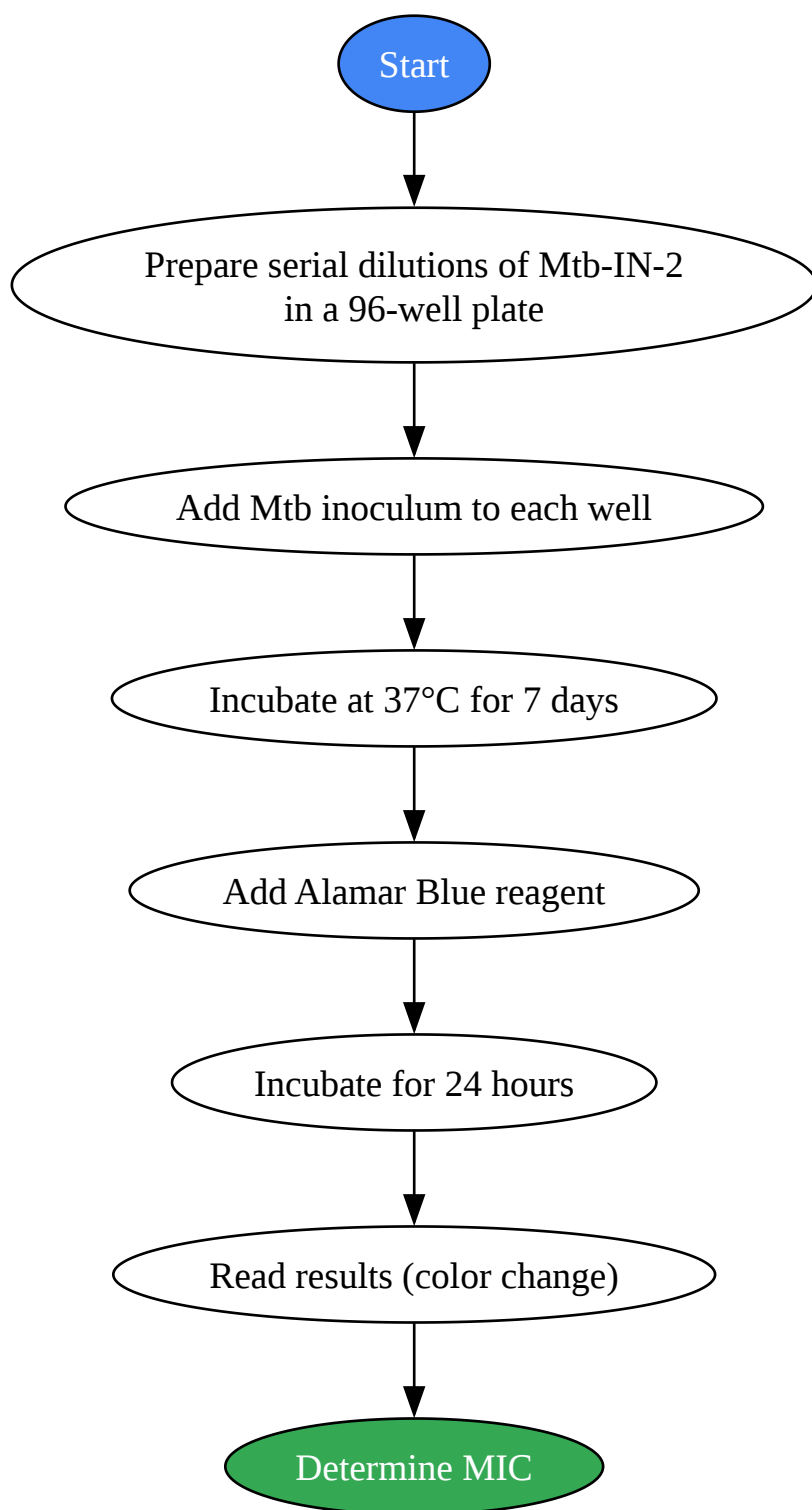 Start
Prepare serial dilutions of Mtb-IN-2
in a 96-well plate
Add Mtb inoculum to each well
Incubate at 37°C for 7 days
Add Alamar Blue reagent
Incubate for 24 hours
Read results (color change)
Determine MIC